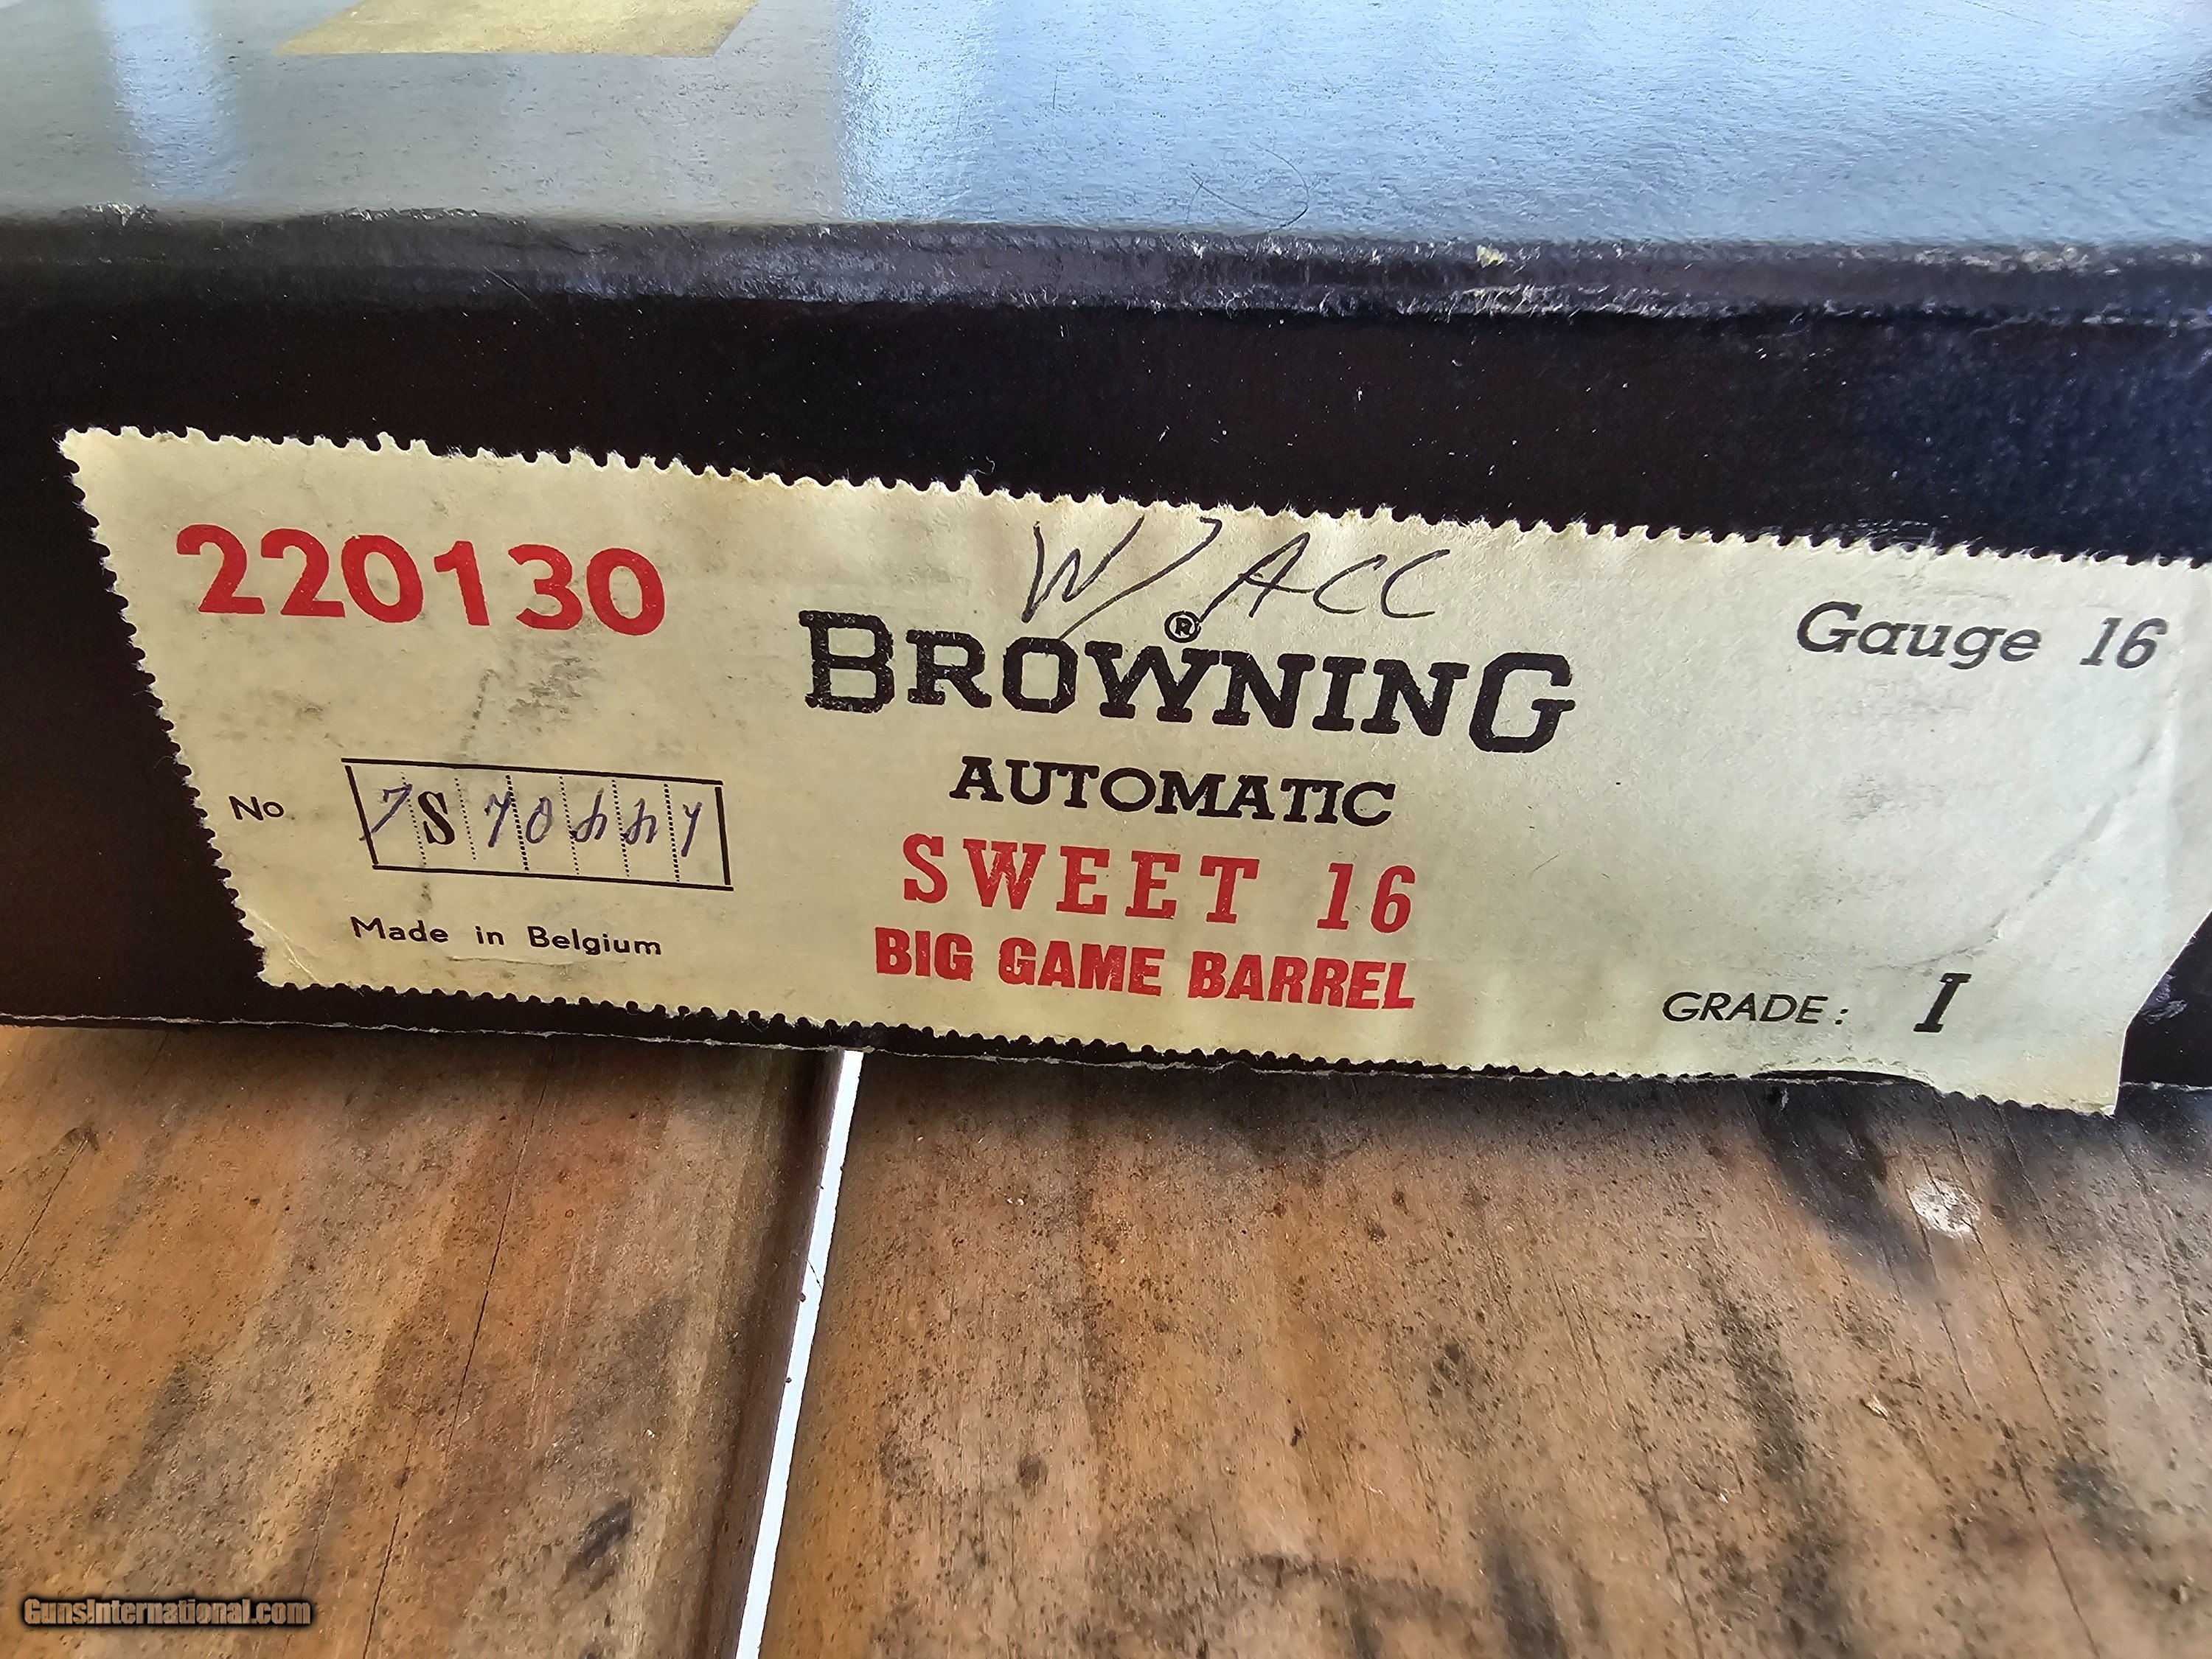 W/ACC
220130
BROWNING®
Gauge 16
AUTOMATIC
No.
SWEET 16
BIG GAME BARREL
Made in Belgium
GRADE: I
GunsInternational.com